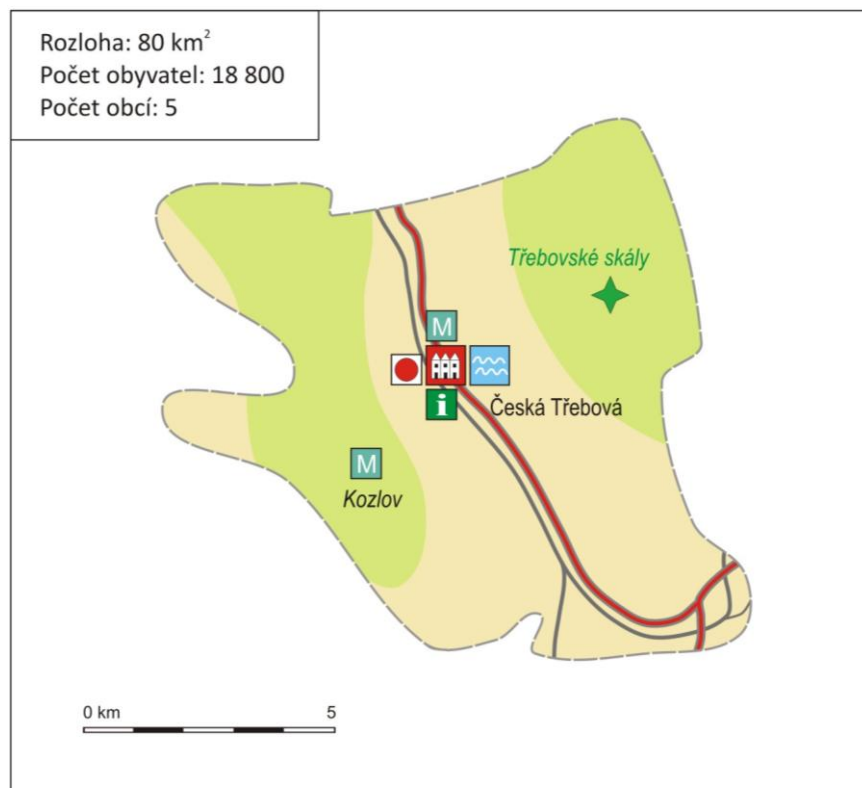 Rozloha: 80 km²
Počet obyvatel: 18 800
Počet obcí: 5
Třebovské skály
M
i
Česká Třebová
M
Kozlov
0 km 5